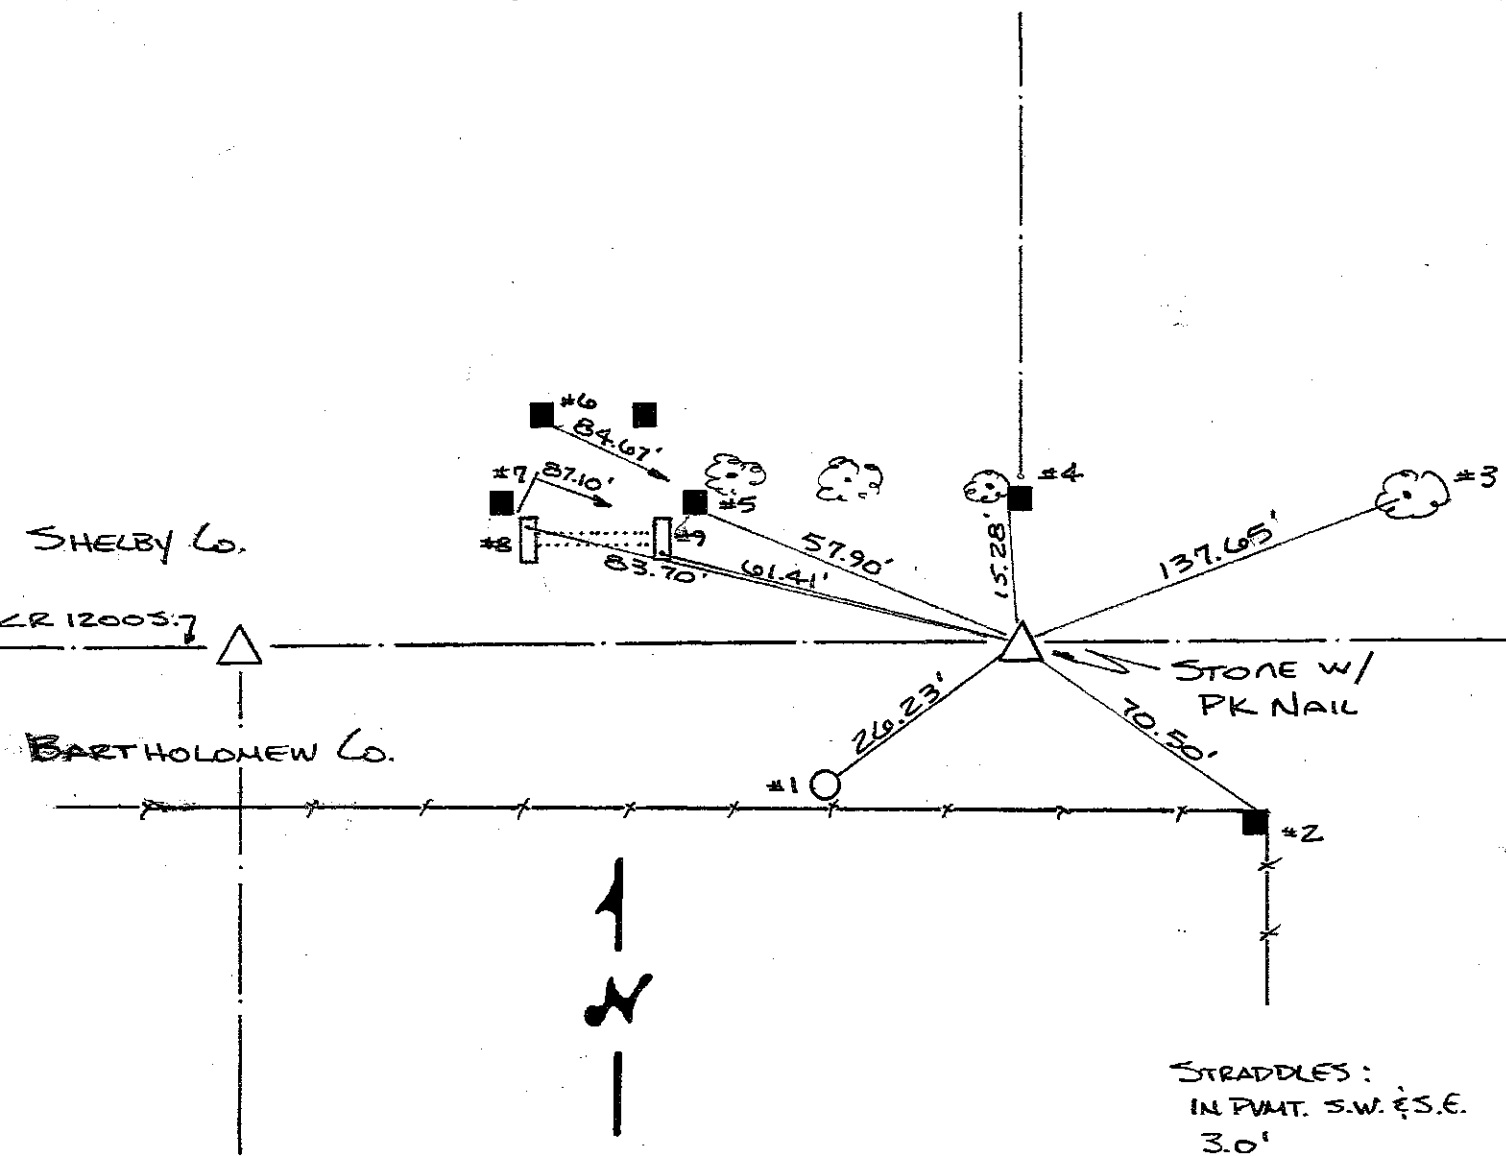 #6
84.67'
#7 87.10'
#5
#4
#3
#8
#9
83.70'
61.41'
57.90'
15.28'
137.65'
SHELBY CO.
CR 1200S.
STONE W/
PK NAIL
BARTHOLOMEW CO.
26.23'
70.50'
#1
#2
N
STRADDLES:
IN PVMT. S.W. & S.E.
3.0'